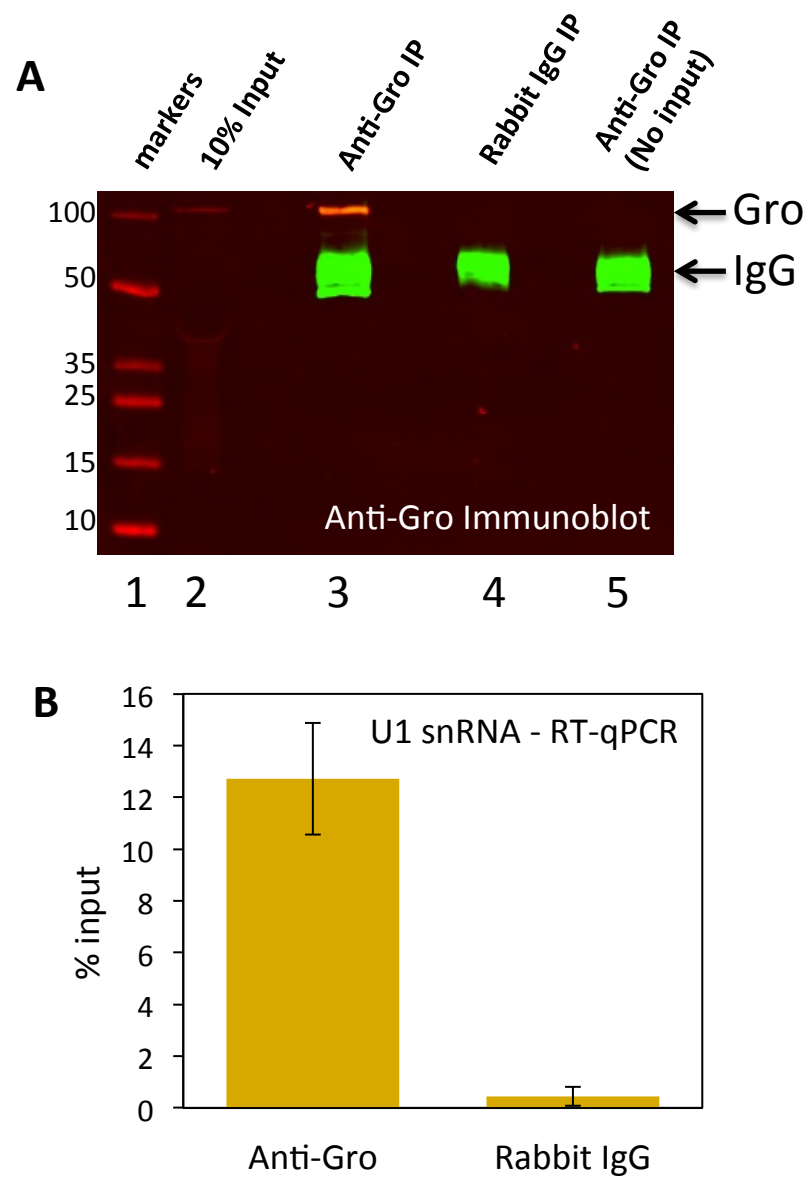 A
markers
10% Input
Anti-Gro IP
Rabbit IgG IP
Anti-Gro IP
(No input)
100
50
35
25
15
10
Gro
IgG
Anti-Gro Immunoblot
1 2 3 4 5
B
U1 snRNA - RT-qPCR
% input
16
14
12
10
8
6
4
2
0
Anti-Gro Rabbit IgG